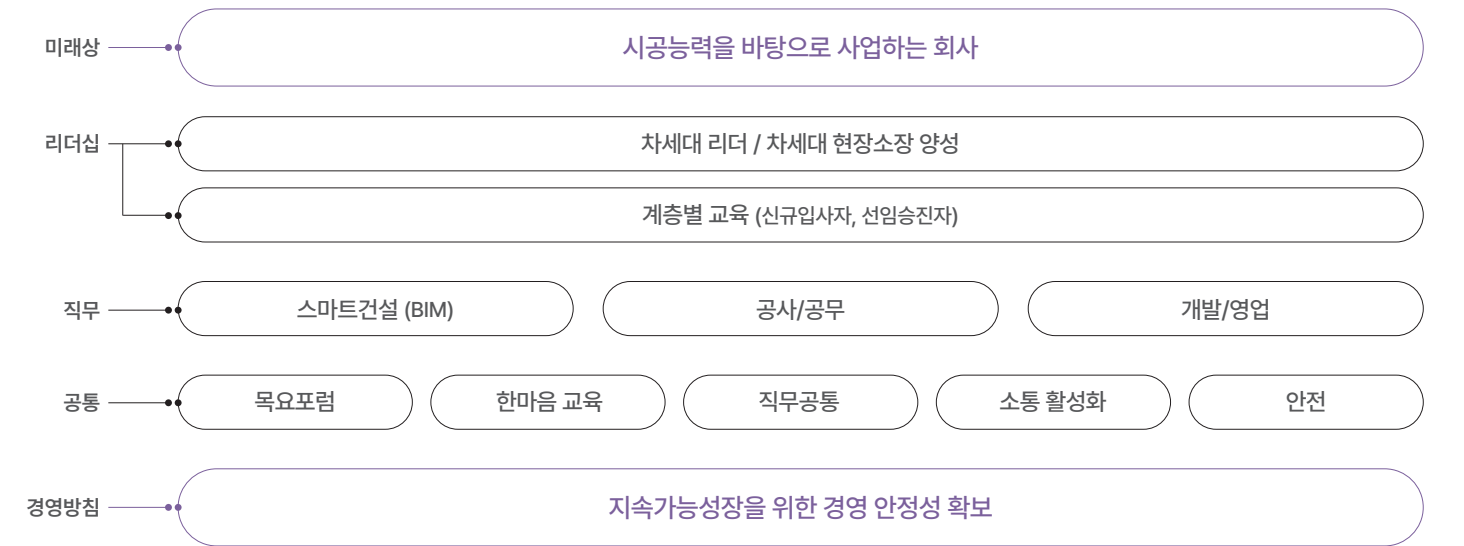 미래상
시공능력을 바탕으로 사업하는 회사
리더십
차세대 리더 / 차세대 현장소장 양성
계층별 교육 (신규입사자, 선임승진자)
직무
스마트건설 (BIM)
공사/공무
개발/영업
공통
목요포럼
한마음 교육
직무공통
소통 활성화
안전
경영방침
지속가능성장을 위한 경영 안정성 확보